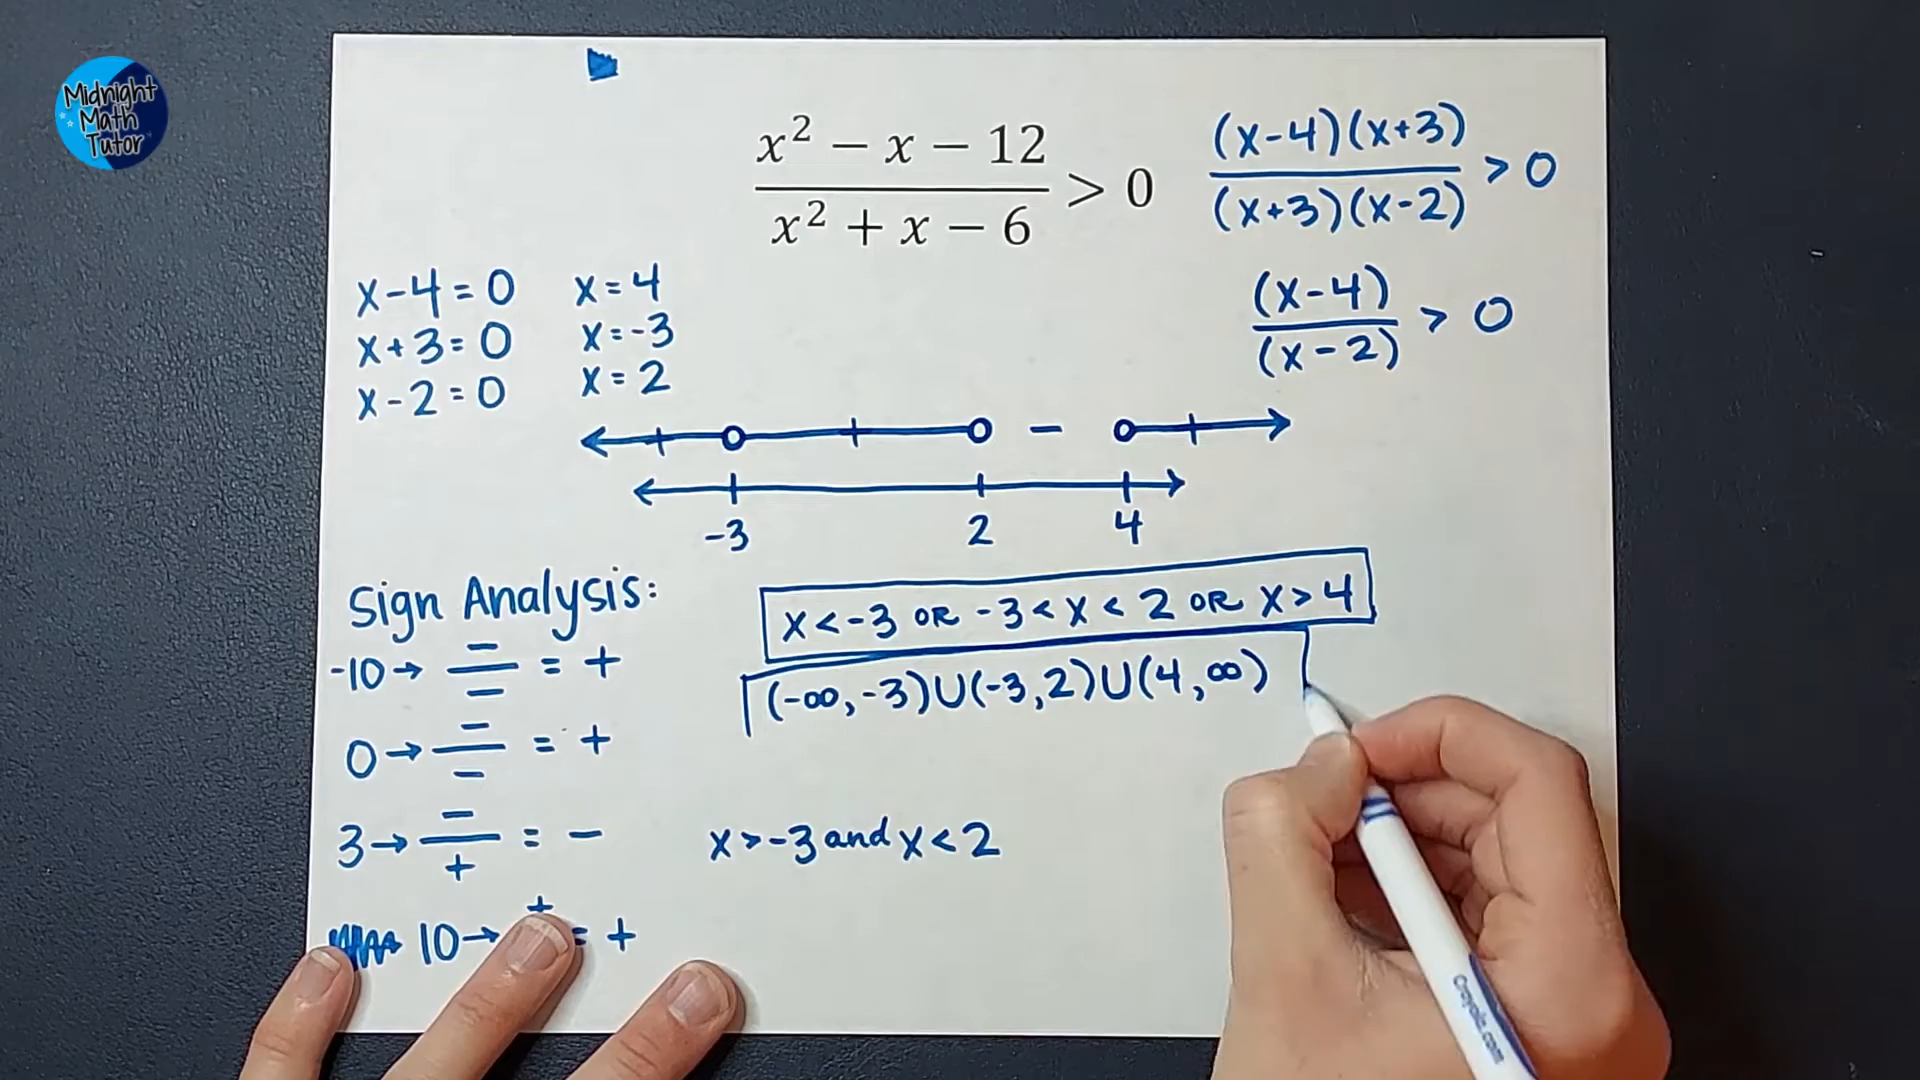 Midnight
Math
Tutor
x² − x − 12
x² + x − 6
> 0
(x-4)(x+3)
(x+3)(x-2)
> 0
(x-4)
(x-2)
> 0
x-4=0 x=4
x+3=0 x=-3
x-2=0 x=2
−
-3 2 4
Sign Analysis:
-10→ −/− = +
0→ −/− = +
3→ −/+ = −
10→ + = +
x<-3 OR -3<x<2 OR x>4
(-∞,-3)∪(-3,2)∪(4,∞)
x>-3 and x<2
Crayola.com